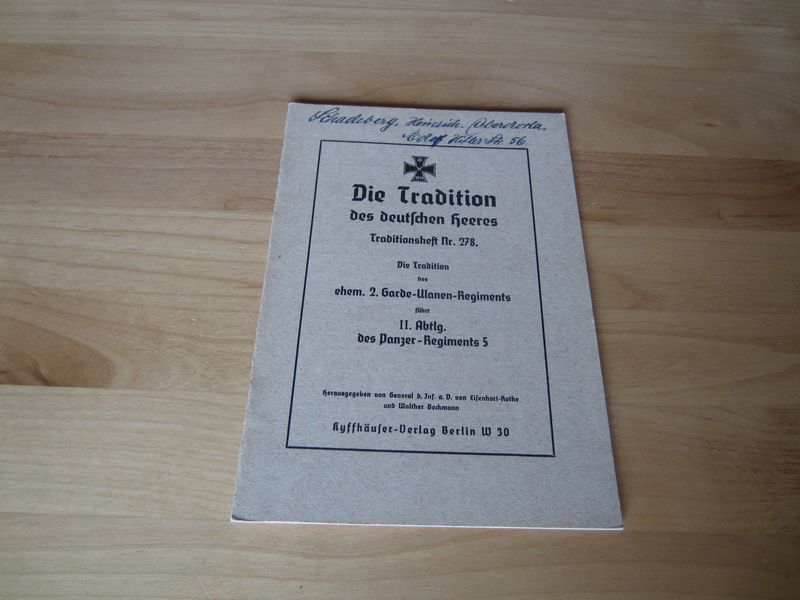 Schadeberg, Heinrich. Oberdorla.
Adolf Hitler Str. 56.
Die Tradition
des deutſchen Heeres
Traditionsheft Nr. 278.
Die Tradition
des
ehem. 2. Garde-Ulanen-Regiments
führt
II. Abtlg.
des Panzer-Regiments 5
Herausgegeben von General d. Inf. a. D. von Eiſenhart-Rothe
und Walther Beckmann
Kyffhäuſer-Verlag Berlin W 30